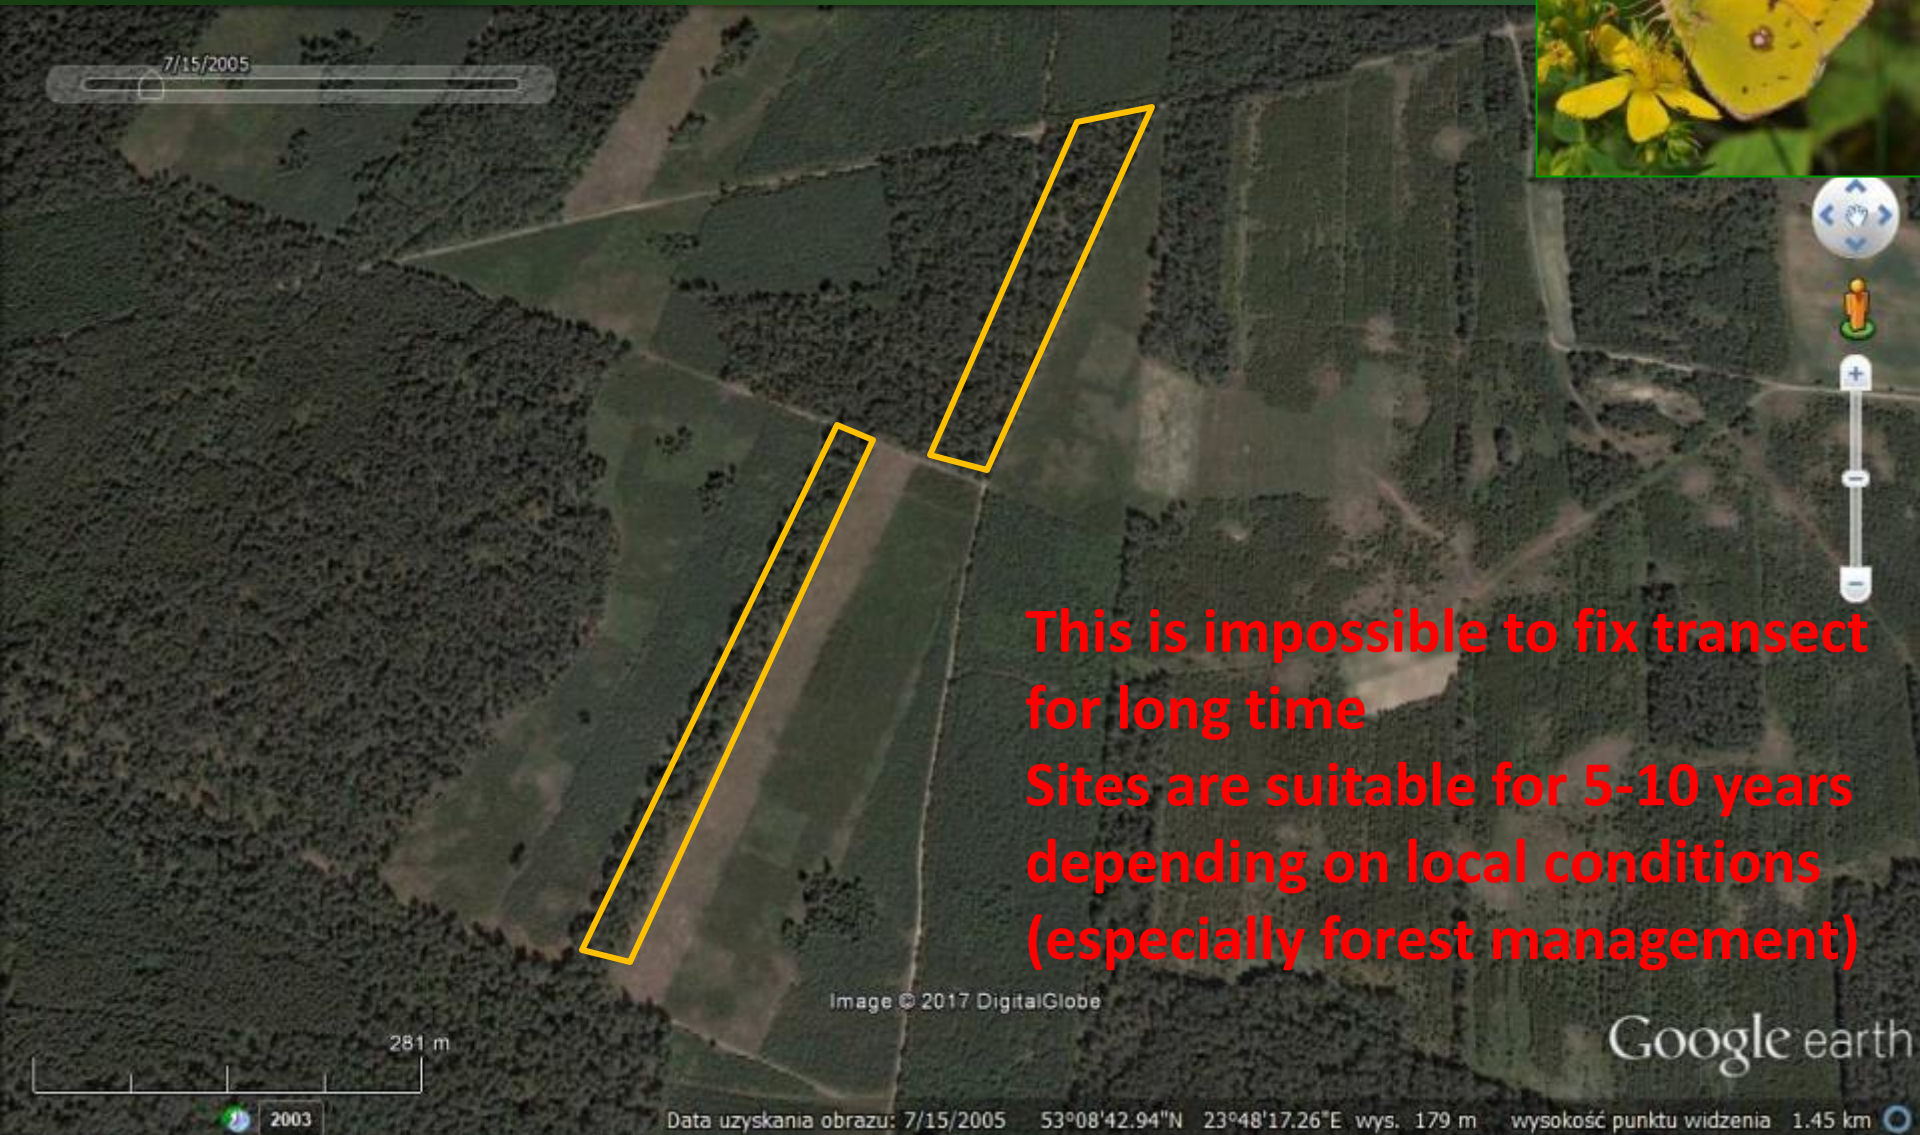 7/15/2005
This is impossible to fix transect
for long time
Sites are suitable for 5-10 years
depending on local conditions
(especially forest management)
Image © 2017 DigitalGlobe
Google earth
281 m
2003
Data uzyskania obrazu: 7/15/2005 53°08'42.94"N 23°48'17.26"E wys. 179 m wysokość punktu widzenia 1.45 km